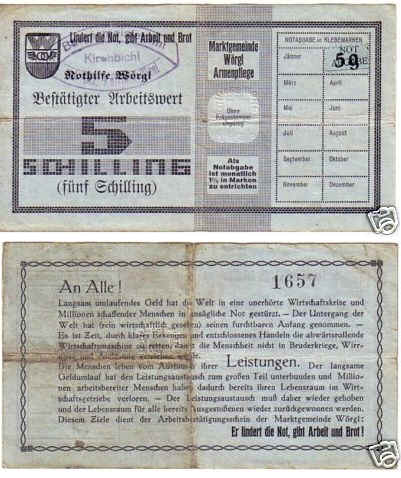 Lindert die Not, gibt Arbeit und Brot
Kirchbichl
Nothilfe Wörgl
Bestätigter Arbeitswert
5
SCHILLING
(fünf Schilling)
Marktgemeinde
Wörgl
Armenpflege
Ohne
ungültig
Als
Notabgabe
ist monatlich
1% in Marken
zu entrichten
NOTABGABE in KLEBEMARKEN
Jänner
NOT
50
März
April
Mai
Juni
Juli
August
September
Oktober
November
Dezember
An Alle!
1657
Langsam umlaufendes Geld hat die Welt in eine unerhörte Wirtschaftskrise und
Millionen schaffender Menschen in unsägliche Not gestürzt. – Der Untergang der
Welt hat (rein wirtschaftlich gesehen) seinen furchtbaren Anfang genommen. –
Es ist Zeit, durch klares Erkennen und entschlossenes Handeln die abwärtsrollende
Wirtschaftsmaschine zu retten, damit die Menschheit nicht in Bruderkriege, Wirr-
Die Menschen leben vom Austausch ihrer Leistungen. Der langsame
Geldumlauf hat den Leistungsaustausch zum großen Teil unterbunden und Millio-
nen arbeitsbereiter Menschen haben dadurch bereits ihren Lebensraum im Wirt-
schaftsgetriebe verloren. – Der Leistungsaustausch muß daher wieder gehoben
und der Lebensraum für alle bereits Ausgestoßenen wieder zurückgewonnen werden.
Diesem Ziele dient der Arbeitsbestätigungsschein der Marktgemeinde Wörgl:
Er lindert die Not, gibt Arbeit und Brot!